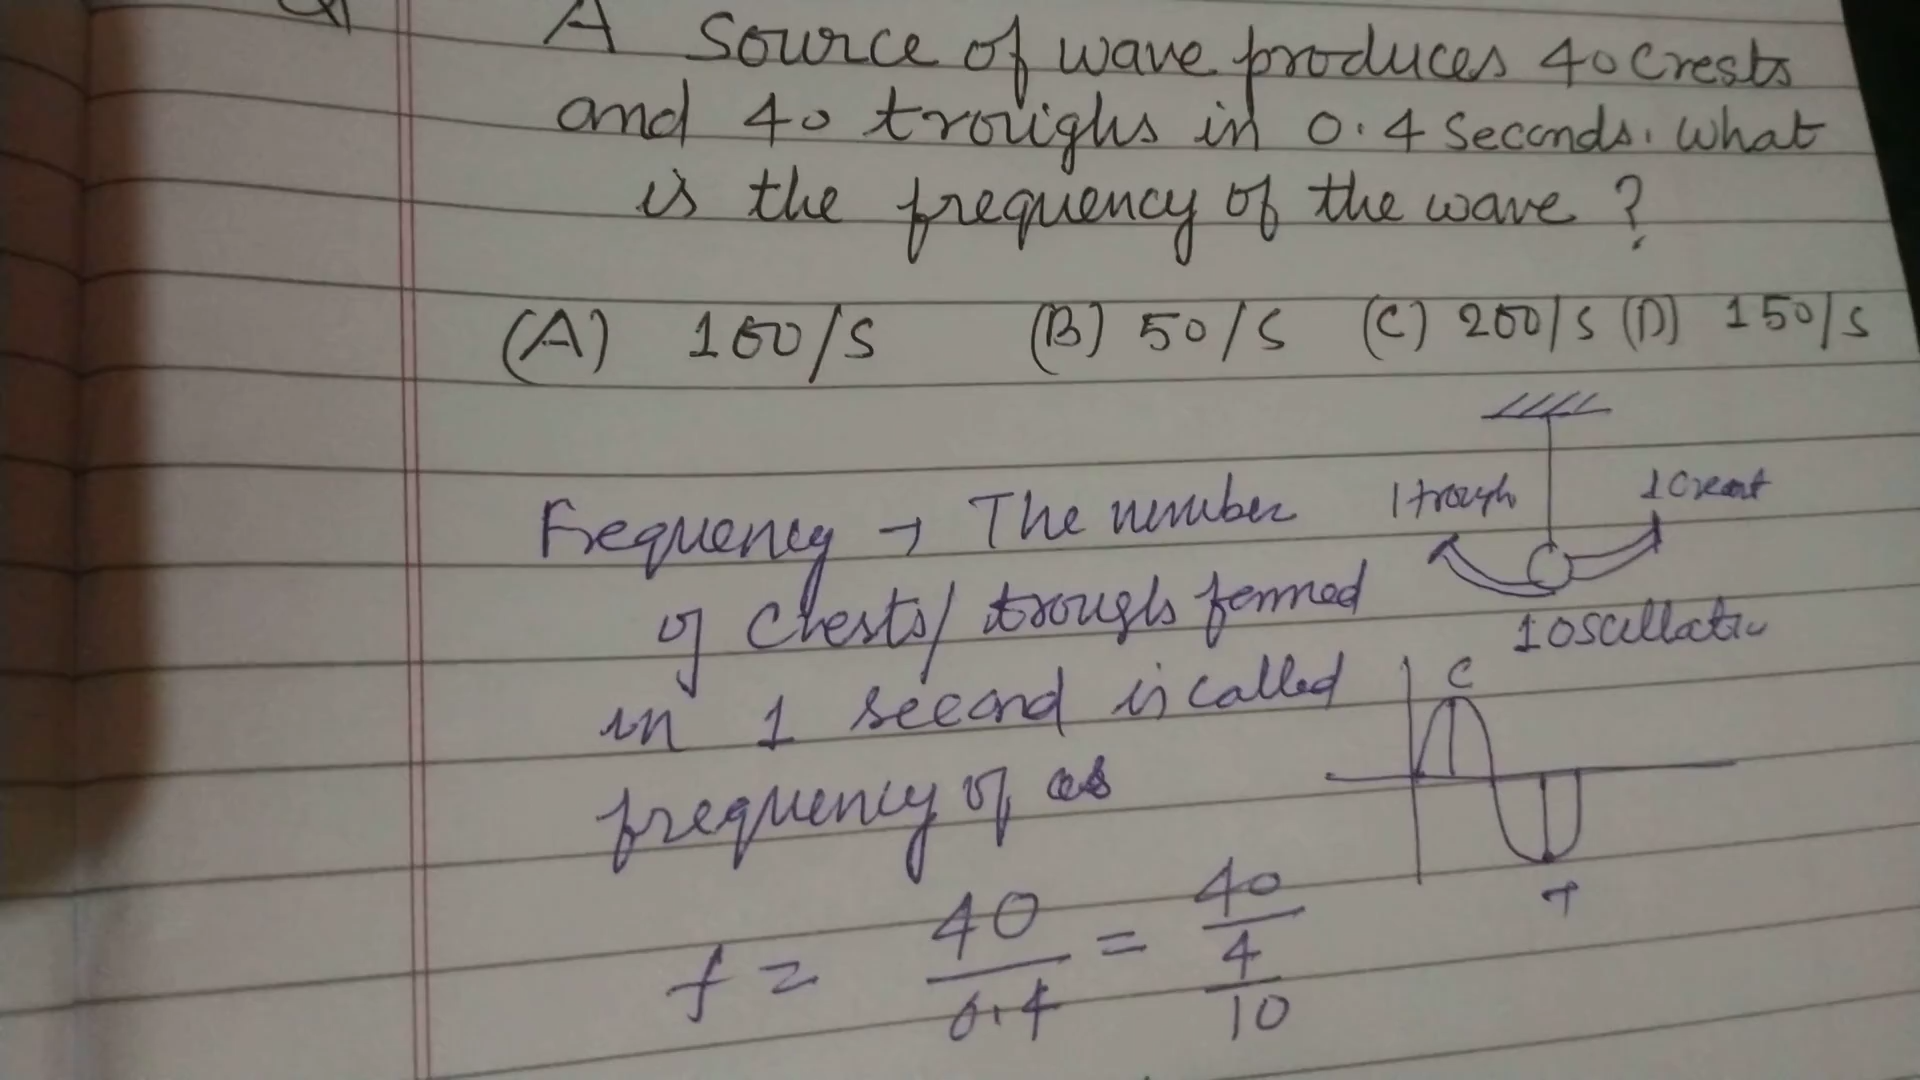 Q1
A Source of wave produces 40 crests
and 40 troughs in 0.4 seconds. What
is the frequency of the wave ?
(A) 100/s (B) 50/s (C) 200/s (D) 150/s
Frequency → The number
of Crests/troughs formed
in 1 second is called
frequency of
1 trough 1 Crest
1 Oscillatio
C
T
f = 40/0.4 = 40/4/10